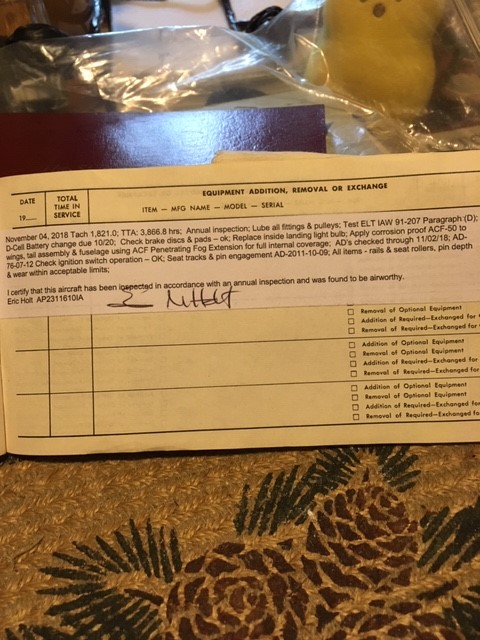 EQUIPMENT ADDITION, REMOVAL OR EXCHANGE
DATE
19
TOTAL
TIME IN
SERVICE
ITEM — MFG NAME — MODEL — SERIAL
November 04, 2018 Tach 1,821.0; TTA: 3,866.8 hrs; Annual inspection; Lube all fittings & pulleys; Test ELT IAW 91-207 Paragraph (D);
D-Cell Battery change due 10/20; Check brake discs & pads – ok; Replace inside landing light bulb; Apply corrosion proof ACF-50 to
wings, tail assembly & fuselage using ACF Penetrating Fog Extension for full internal coverage; AD's checked through 11/02/18; AD-
76-07-12 Check ignition switch operation – OK; Seat tracks & pin engagement AD-2011-10-09; All items - rails & seat rollers, pin depth
& wear within acceptable limits;
I certify that this aircraft has been inspected in accordance with an annual inspection and was found to be airworthy.
Eric Holt AP2311610IA
Removal of Optional Equipment
Addition of Required—Exchanged for
Removal of Required—Exchanged for
Addition of Optional Equipment
Removal of Optional Equipment
Addition of Required—Exchanged for
Removal of Required—Exchanged for
Addition of Optional Equipment
Removal of Optional Equipment
Addition of Required—Exchanged for
Removal of Required—Exchanged for